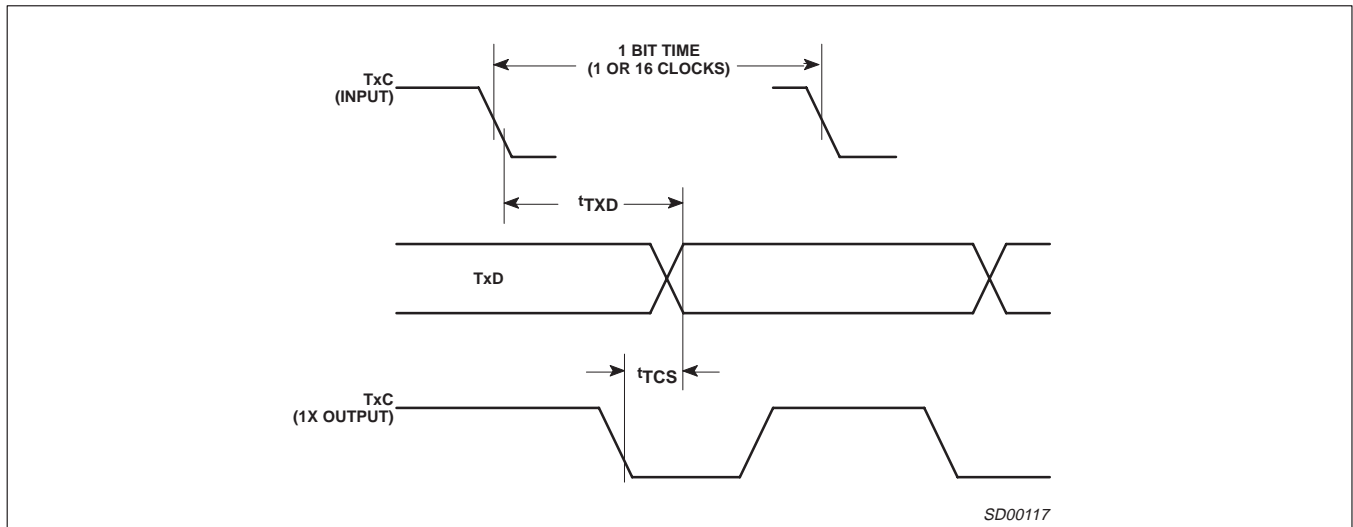 1 BIT TIME
(1 OR 16 CLOCKS)
TxC
(INPUT)
tTXD
TxD
tTCS
TxC
(1X OUTPUT)
SD00117